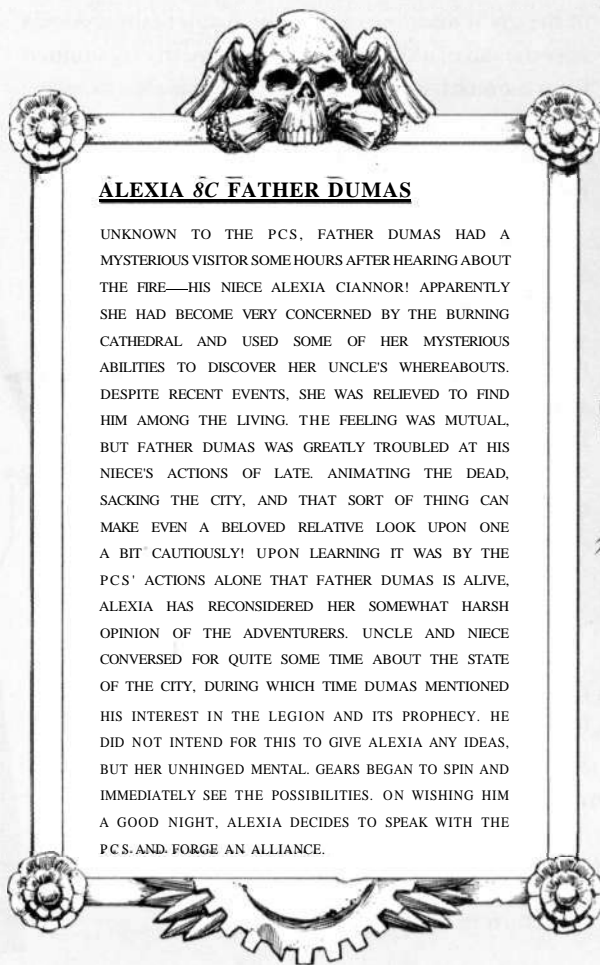 ALEXIA 8C FATHER DUMAS
UNKNOWN TO THE PCS, FATHER DUMAS HAD A
MYSTERIOUS VISITOR SOME HOURS AFTER HEARING ABOUT
THE FIRE—HIS NIECE ALEXIA CIANNOR! APPARENTLY
SHE HAD BECOME VERY CONCERNED BY THE BURNING
CATHEDRAL AND USED SOME OF HER MYSTERIOUS
ABILITIES TO DISCOVER HER UNCLE'S WHEREABOUTS.
DESPITE RECENT EVENTS, SHE WAS RELIEVED TO FIND
HIM AMONG THE LIVING. THE FEELING WAS MUTUAL,
BUT FATHER DUMAS WAS GREATLY TROUBLED AT HIS
NIECE'S ACTIONS OF LATE. ANIMATING THE DEAD,
SACKING THE CITY, AND THAT SORT OF THING CAN
MAKE EVEN A BELOVED RELATIVE LOOK UPON ONE
A BIT CAUTIOUSLY! UPON LEARNING IT WAS BY THE
PCS' ACTIONS ALONE THAT FATHER DUMAS IS ALIVE,
ALEXIA HAS RECONSIDERED HER SOMEWHAT HARSH
OPINION OF THE ADVENTURERS. UNCLE AND NIECE
CONVERSED FOR QUITE SOME TIME ABOUT THE STATE
OF THE CITY, DURING WHICH TIME DUMAS MENTIONED
HIS INTEREST IN THE LEGION AND ITS PROPHECY. HE
DID NOT INTEND FOR THIS TO GIVE ALEXIA ANY IDEAS,
BUT HER UNHINGED MENTAL. GEARS BEGAN TO SPIN AND
IMMEDIATELY SEE THE POSSIBILITIES. ON WISHING HIM
A GOOD NIGHT, ALEXIA DECIDES TO SPEAK WITH THE
PCS AND FORGE AN ALLIANCE.